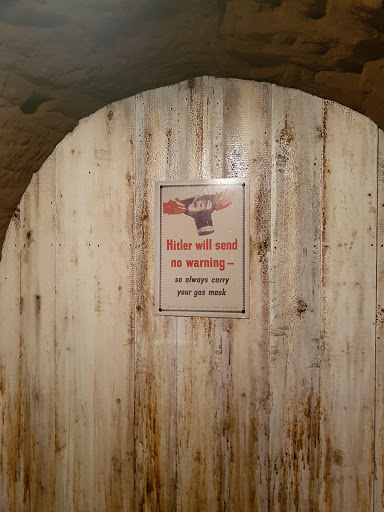 Hitler will send
no warning—
so always carry
your gas mask